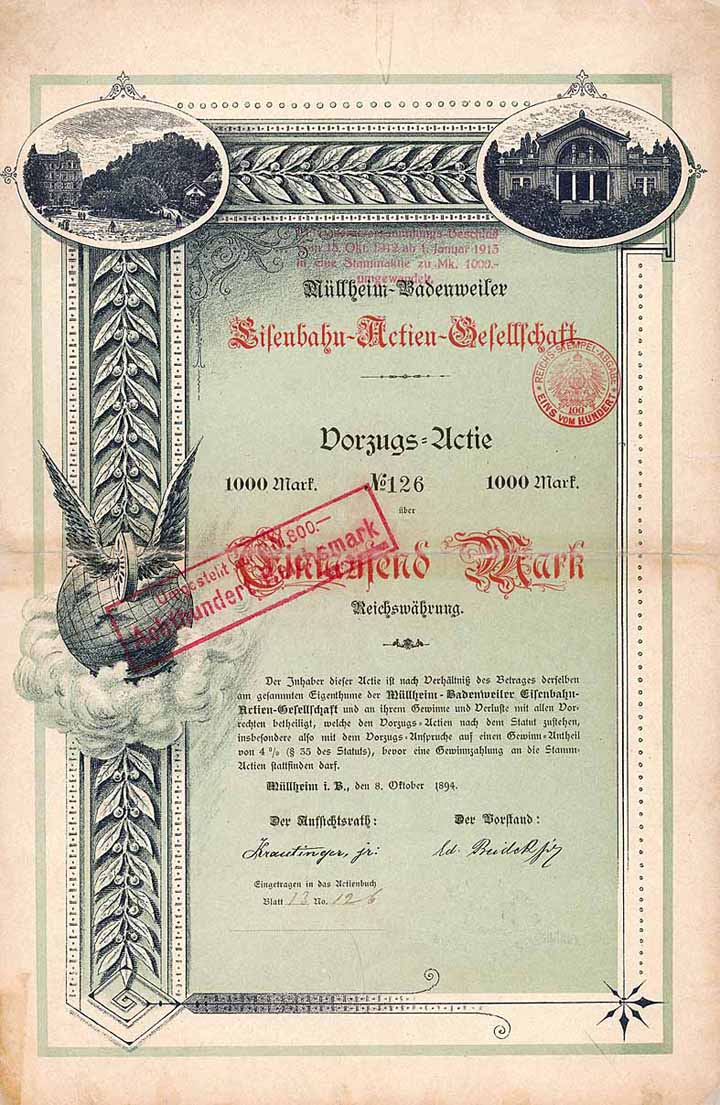 Generalversammlungs-Beschluß
vom 15. Okt. 1912 ab 1. Januar 1913
in eine Stammaktie zu Mk. 1000.-
umgewandelt.
Müllheim-Badenweiler
Eisenbahn-Actien-Gesellschaft
REICHS-STEMPEL-ABGABE
100
EINS VOM HUNDERT
Vorzugs-Actie
1000 Mark. No 126 1000 Mark.
über
Eintausend Mark
Umgestellt 800.—
Achthundert Reichsmark
Reichswährung.
Der Inhaber dieser Actie ist nach Verhältniß des Betrages derselben
am gesammten Eigenthume der Müllheim-Badenweiler Eisenbahn-
Actien-Gesellschaft und an ihrem Gewinne und Verluste mit allen Vor-
rechten betheiligt, welche den Vorzugs-Actien nach dem Statut zustehen,
insbesondere also mit dem Vorzugs-Anspruche auf einen Gewinn-Antheil
von 4% (§ 35 des Statuts), bevor eine Gewinnzahlung an die Stamm-
Actien stattfinden darf.
Müllheim i. B., den 8. Oktober 1894.
Der Aufsichtsrath: Der Vorstand:
Krautinger, jr.
Eingetragen in das Actienbuch
Blatt 13 No. 126